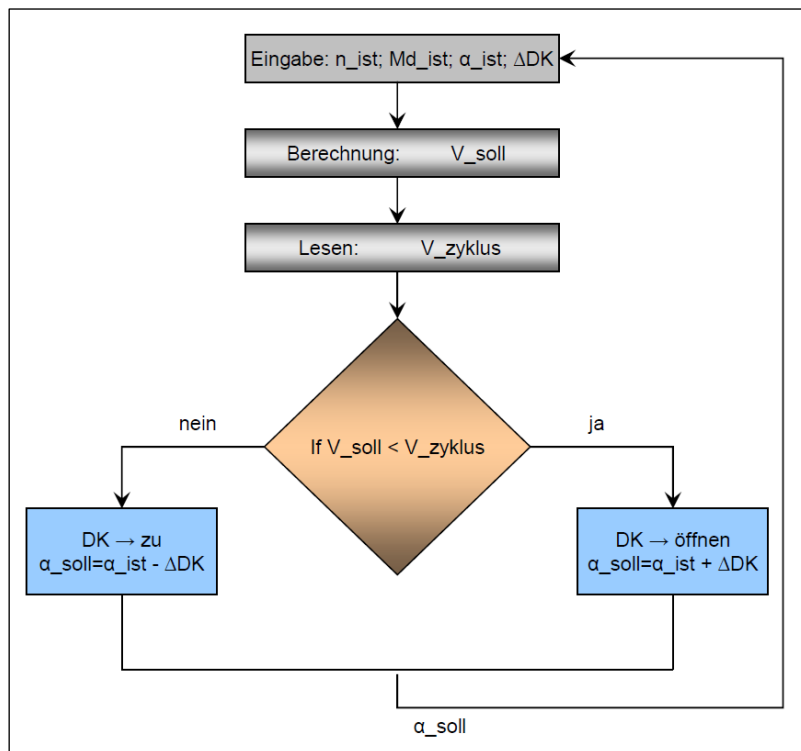 Eingabe: n_ist; Md_ist; α_ist; ΔDK
Berechnung: V_soll
Lesen: V_zyklus
If V_soll < V_zyklus
nein
ja
DK → zu
α_soll=α_ist - ΔDK
DK → öffnen
α_soll=α_ist + ΔDK
α_soll